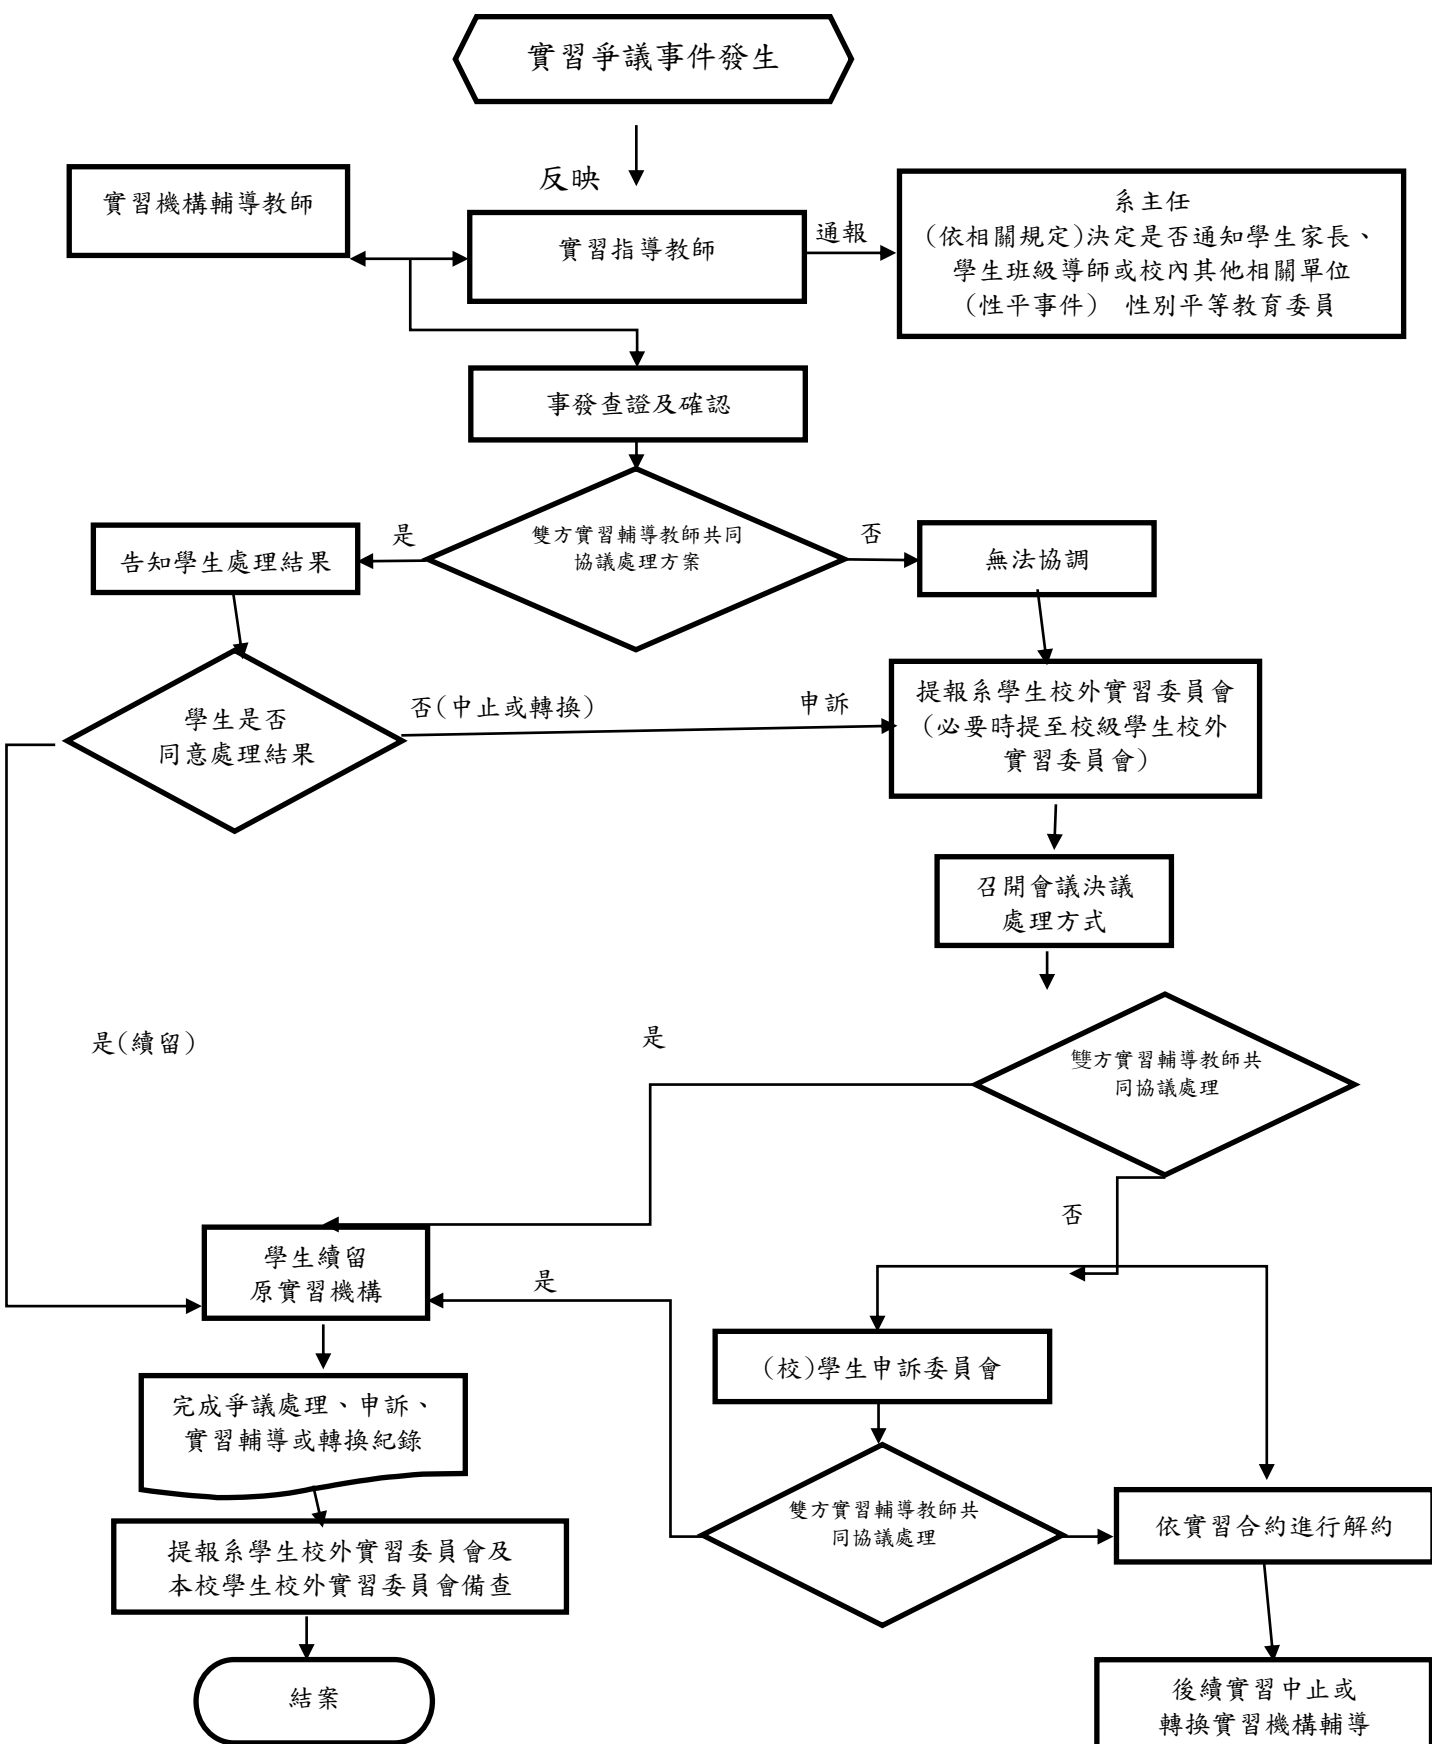 實習爭議事件發生
反映
實習機構輔導教師
實習指導教師
通報
系主任
(依相關規定)決定是否通知學生家長、
學生班級導師或校內其他相關單位
(性平事件) 性別平等教育委員
事發查證及確認
雙方實習輔導教師共同
協議處理方案
是
否
告知學生處理結果
無法協調
學生是否
同意處理結果
否(中止或轉換)
申訴
提報系學生校外實習委員會
(必要時提至校級學生校外
實習委員會)
召開會議決議
處理方式
是(續留)
是
雙方實習輔導教師共
同協議處理
否
學生續留
原實習機構
是
(校)學生申訴委員會
完成爭議處理、申訴、
實習輔導或轉換紀錄
雙方實習輔導教師共
同協議處理
依實習合約進行解約
提報系學生校外實習委員會及
本校學生校外實習委員會備查
結案
後續實習中止或
轉換實習機構輔導